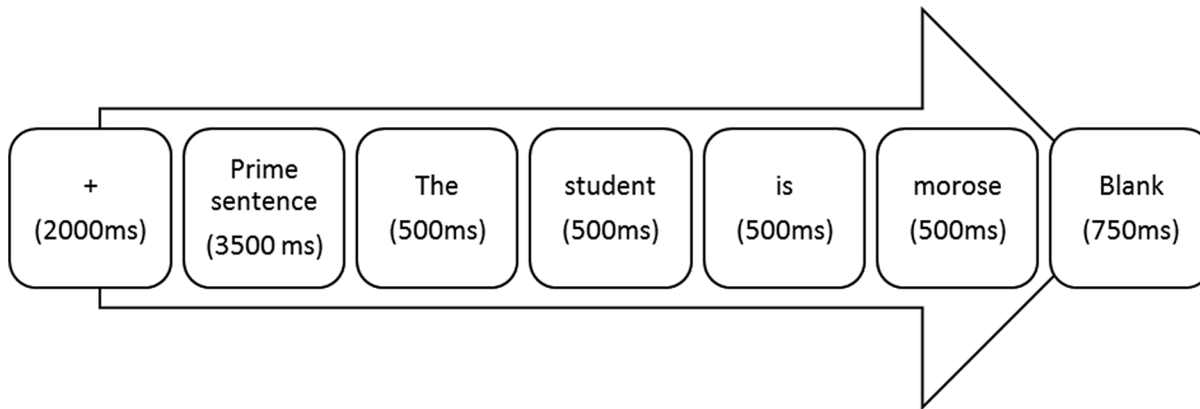 +
(2000ms)
Prime
sentence
(3500 ms)
The
(500ms)
student
(500ms)
is
(500ms)
morose
(500ms)
Blank
(750ms)